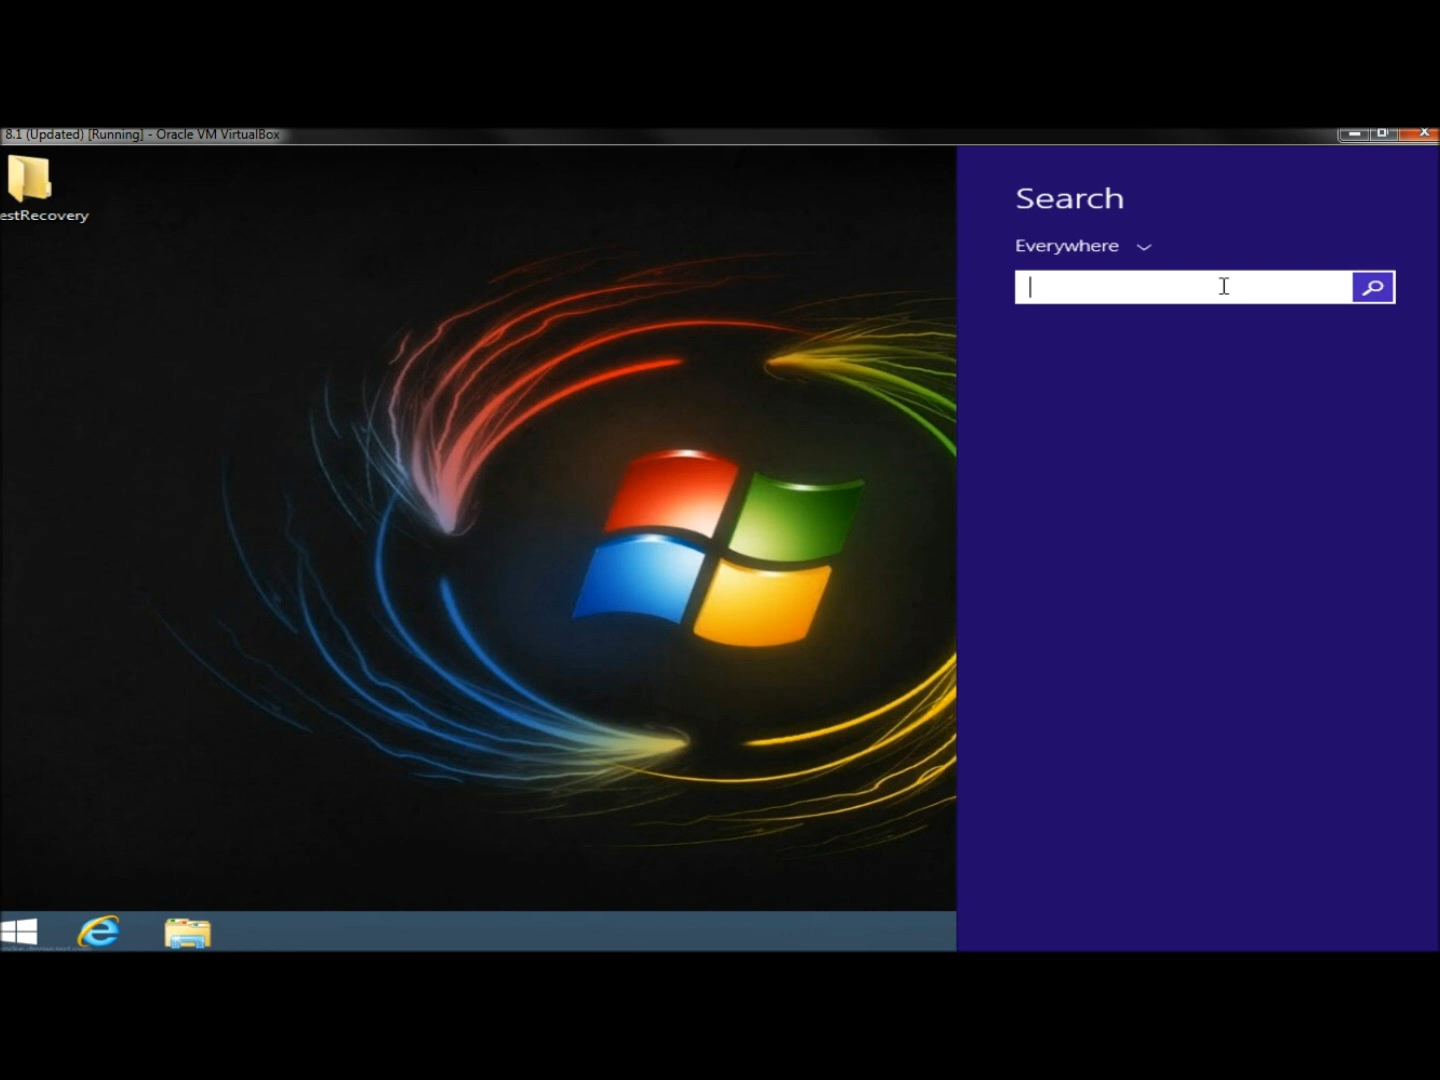 8.1 (Updated) [Running] - Oracle VM VirtualBox
estRecovery
Search
Everywhere